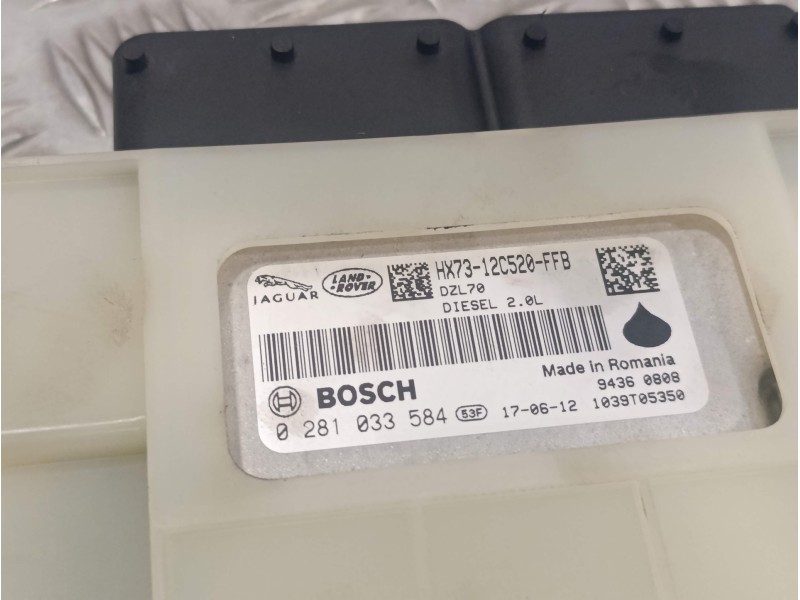 JAGUAR
LAND ROVER
HX73-12C520-FFB
DZL70
DIESEL 2.0L
Made in Romania
9436 0808
BOSCH
0 281 033 584 53F 17-06-12 1039T05350